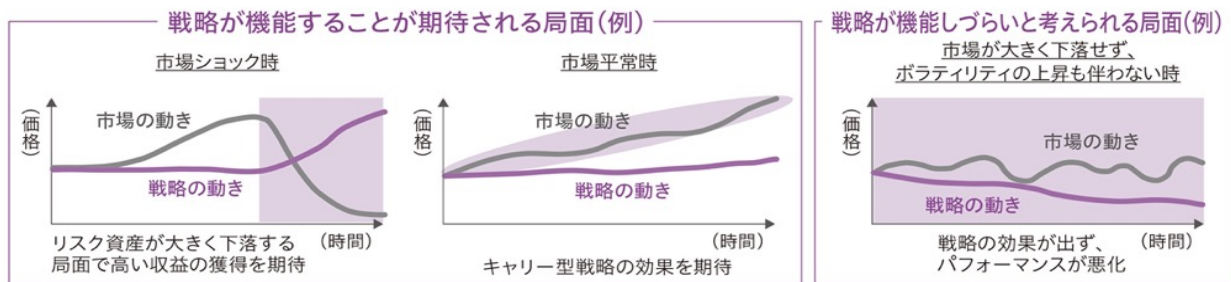 戦略が機能することが期待される局面(例)
市場ショック時
(価格)
市場の動き
戦略の動き
(時間)
リスク資産が大きく下落する
局面で高い収益の獲得を期待
市場平常時
(価格)
市場の動き
戦略の動き
(時間)
キャリー型戦略の効果を期待
戦略が機能しづらいと考えられる局面(例)
市場が大きく下落せず、
ボラティリティの上昇も伴わない時
(価格)
市場の動き
戦略の動き
(時間)
戦略の効果が出ず、
パフォーマンスが悪化